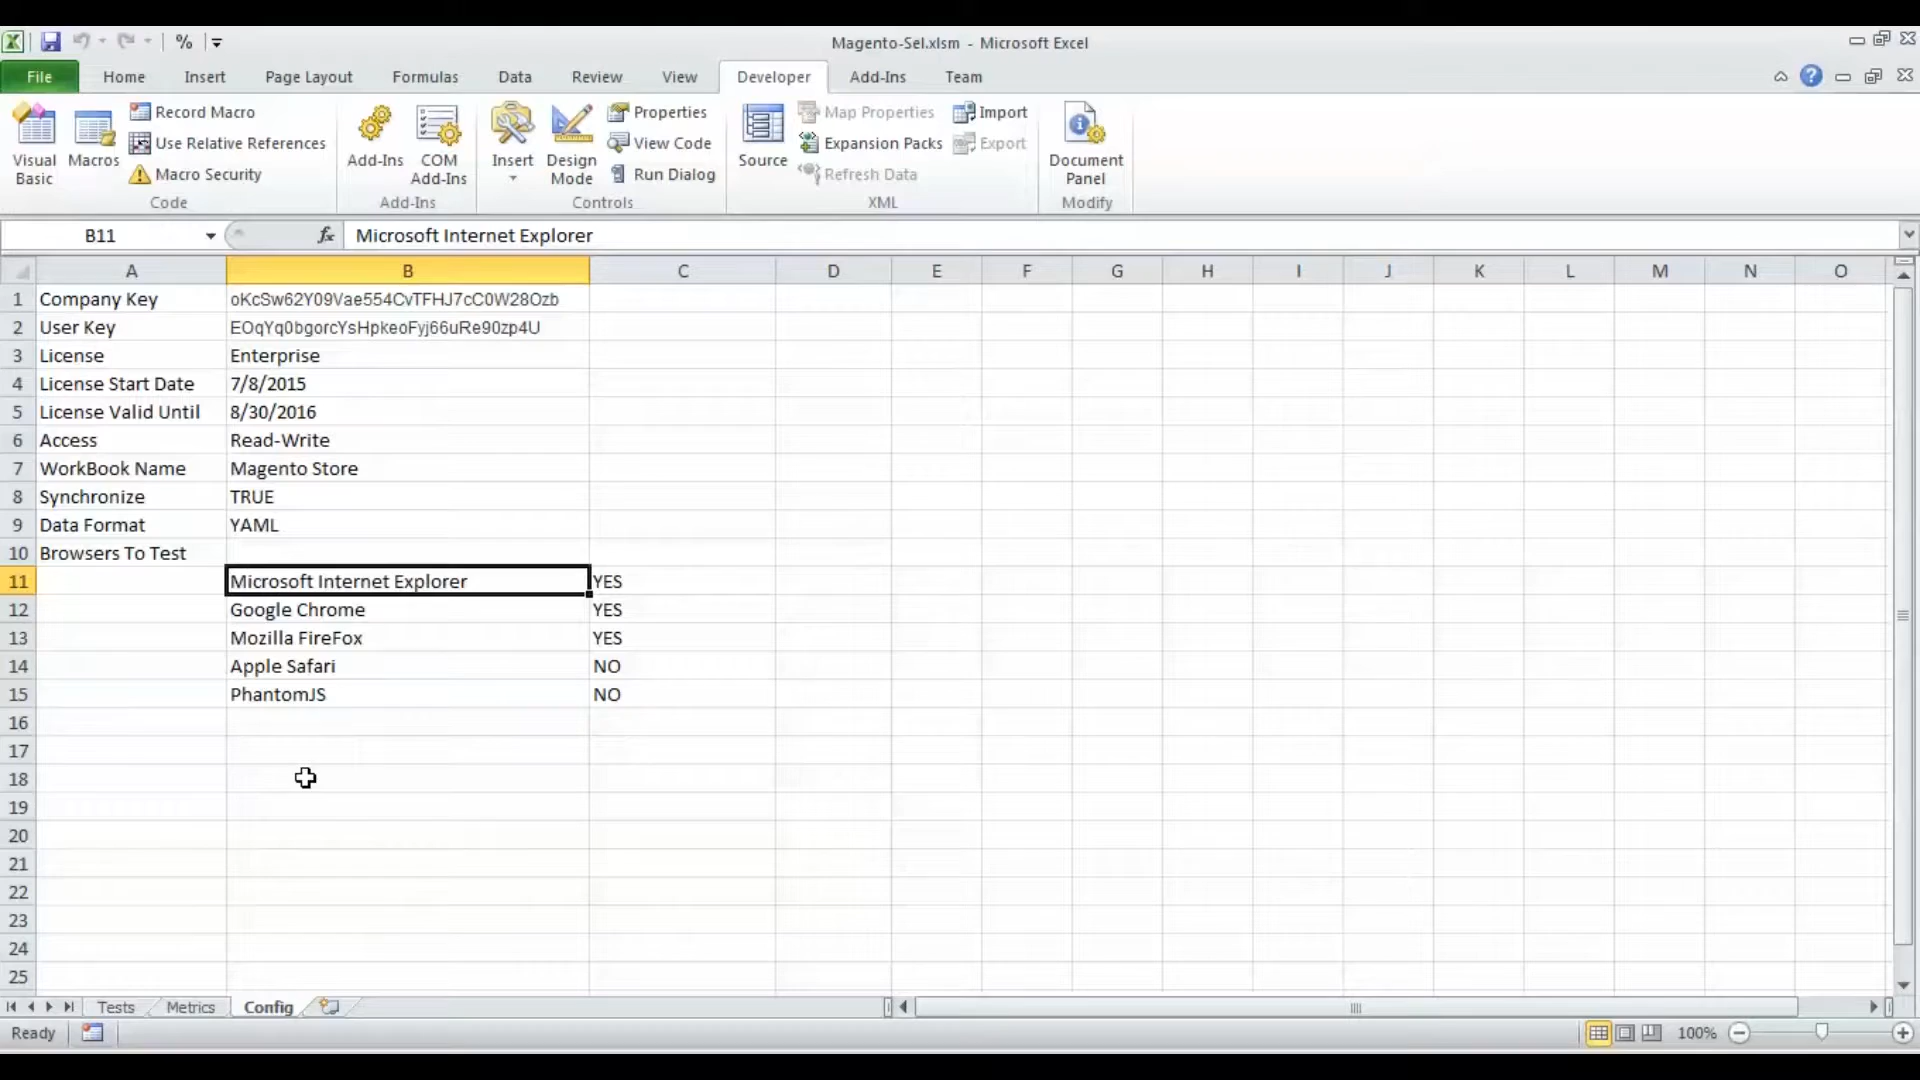 Magento-Sel.xlsm - Microsoft Excel
File Home Insert Page Layout Formulas Data Review View Developer Add-Ins Team
Visual Basic
Macros
Record Macro
Use Relative References
Macro Security
Code
Add-Ins
COM Add-Ins
Add-Ins
Insert
Design Mode
Properties
View Code
Run Dialog
Controls
Source
Map Properties
Expansion Packs
Refresh Data
Import
Export
XML
Document Panel
Modify
B11 fx Microsoft Internet Explorer
A B C D E F G H I J K L M N O
1 Company Key oKcSw62Y09Vae554CvTFHJ7cC0W28Ozb
2 User Key EOqYq0bgorcYsHpkeoFyj66uRe90zp4U
3 License Enterprise
4 License Start Date 7/8/2015
5 License Valid Until 8/30/2016
6 Access Read-Write
7 WorkBook Name Magento Store
8 Synchronize TRUE
9 Data Format YAML
10 Browsers To Test
11 Microsoft Internet Explorer YES
12 Google Chrome YES
13 Mozilla FireFox YES
14 Apple Safari NO
15 PhantomJS NO
16
17
18
19
20
21
22
23
24
25
Tests Metrics Config
Ready 100%